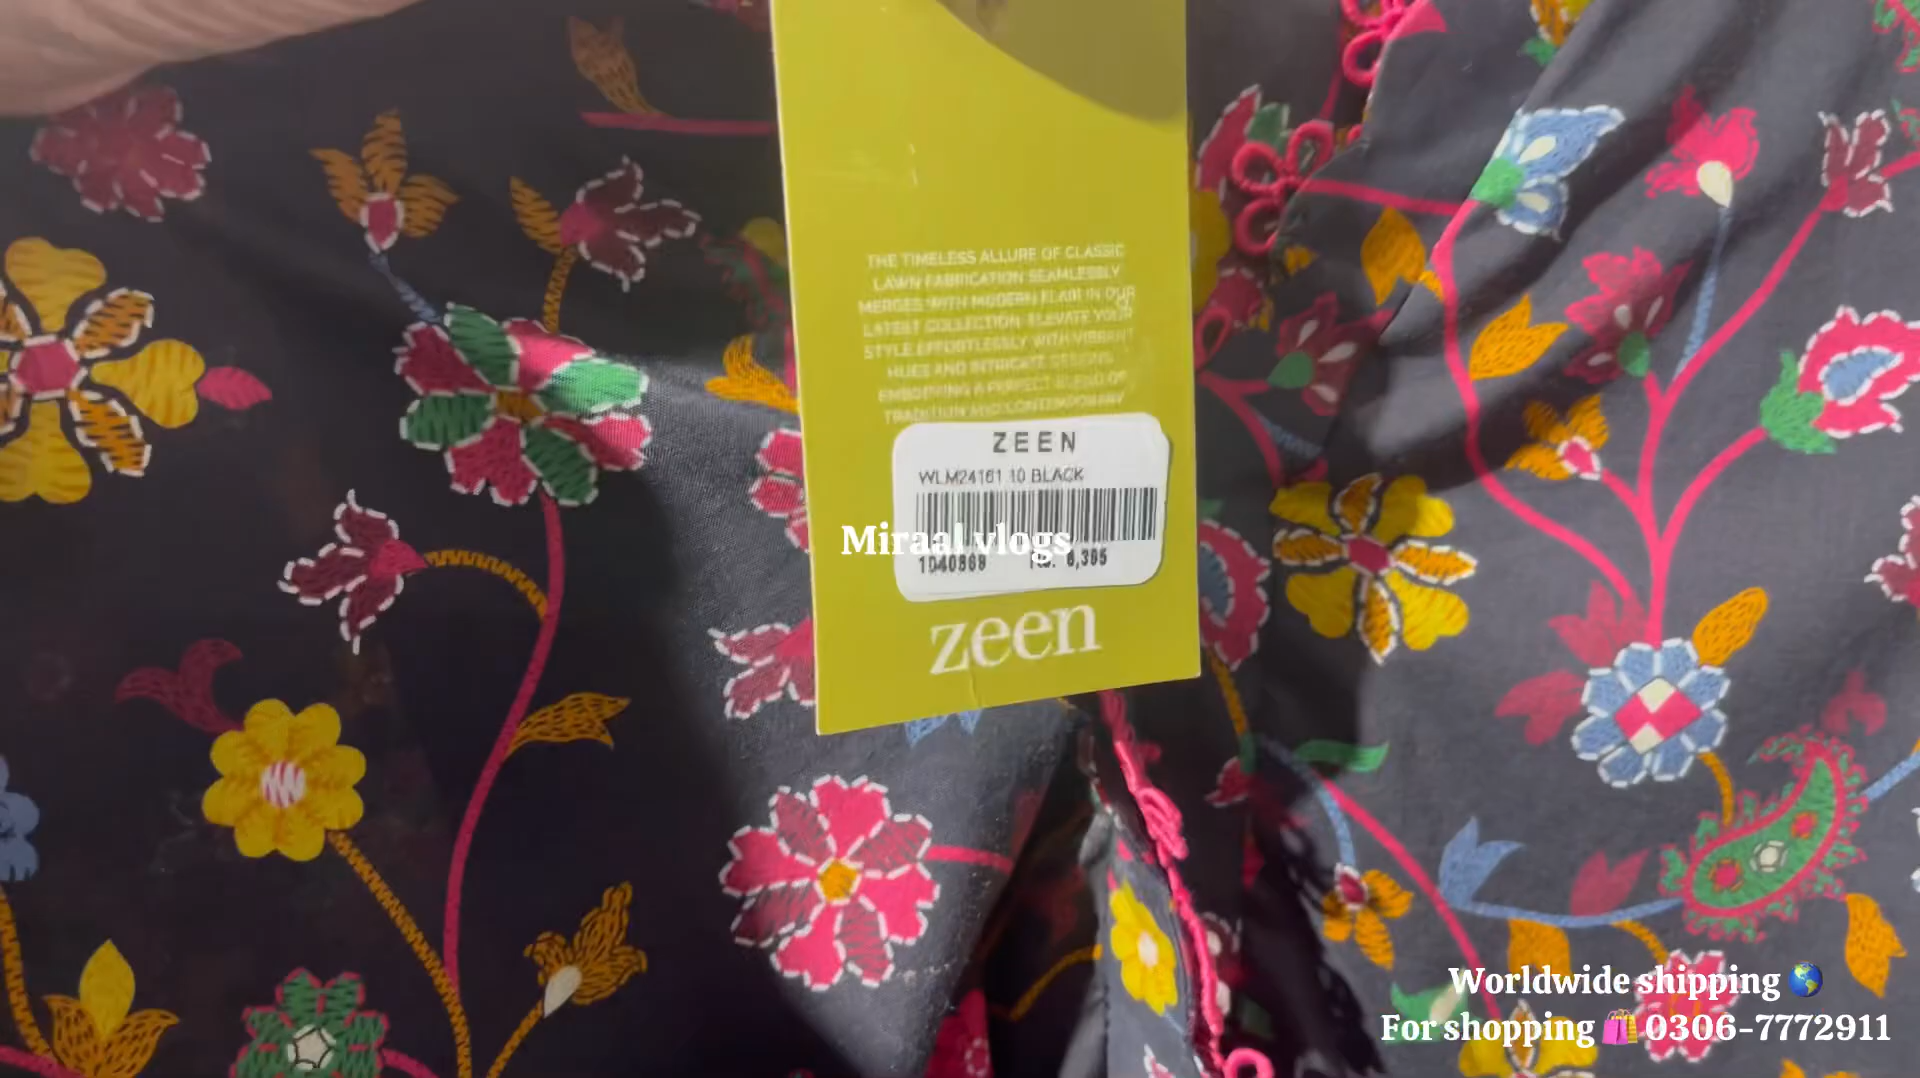 THE TIMELESS ALLURE OF CLASSIC
LAWN FABRICATION SEAMLESSLY
MERGES WITH MODERN FLAIR IN OUR
LATEST COLLECTION. ELEVATE YOUR
STYLE EFFORTLESSLY WITH VIBRANT
HUES AND INTRICATE DESIGNS
EMBODYING A PERFECT BLEND OF
TRADITION AND CONTEMPORARY
ZEEN
WLM24161 10 BLACK
Miraal vlogs
zeen
Worldwide shipping 🌎
For shopping 🛍️ 0306-7772911